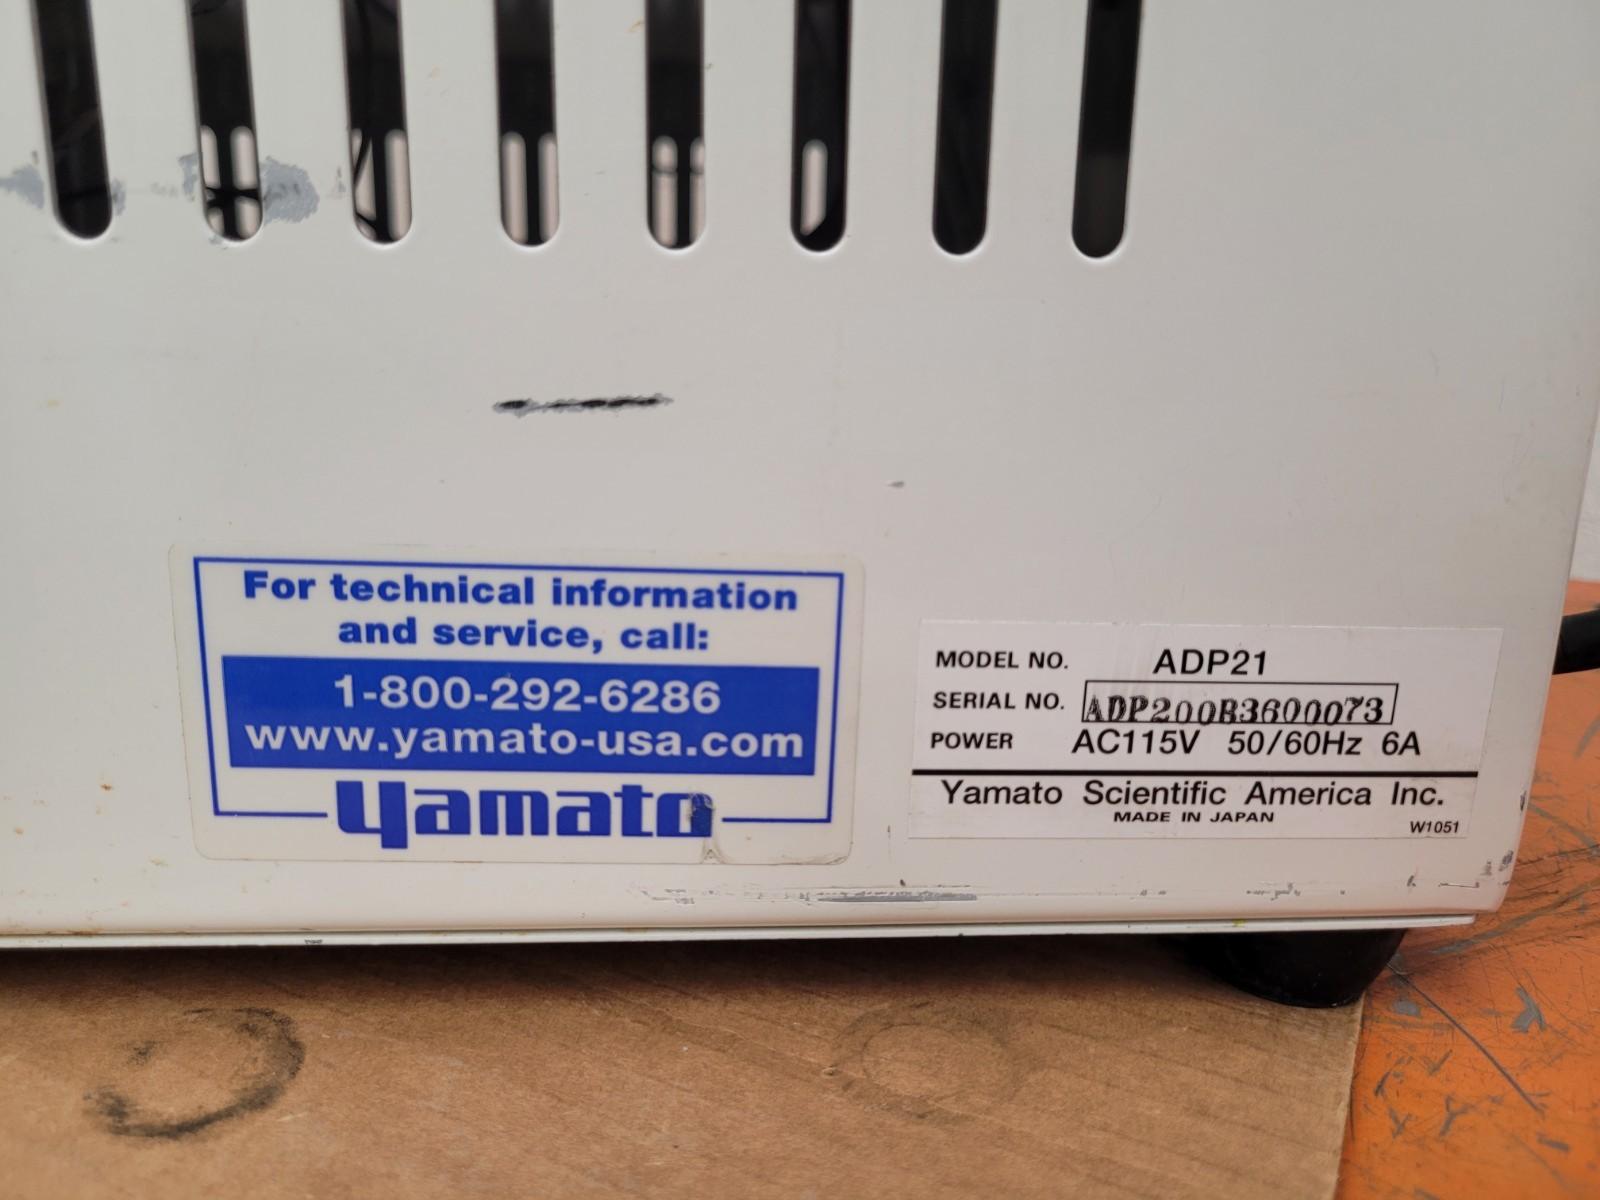 For technical information
and service, call:
1-800-292-6286
www.yamato-usa.com
yamato
MODEL NO. ADP21
SERIAL NO. ADP200B3600073
POWER AC115V 50/60Hz 6A
Yamato Scientific America Inc.
MADE IN JAPAN
W1051